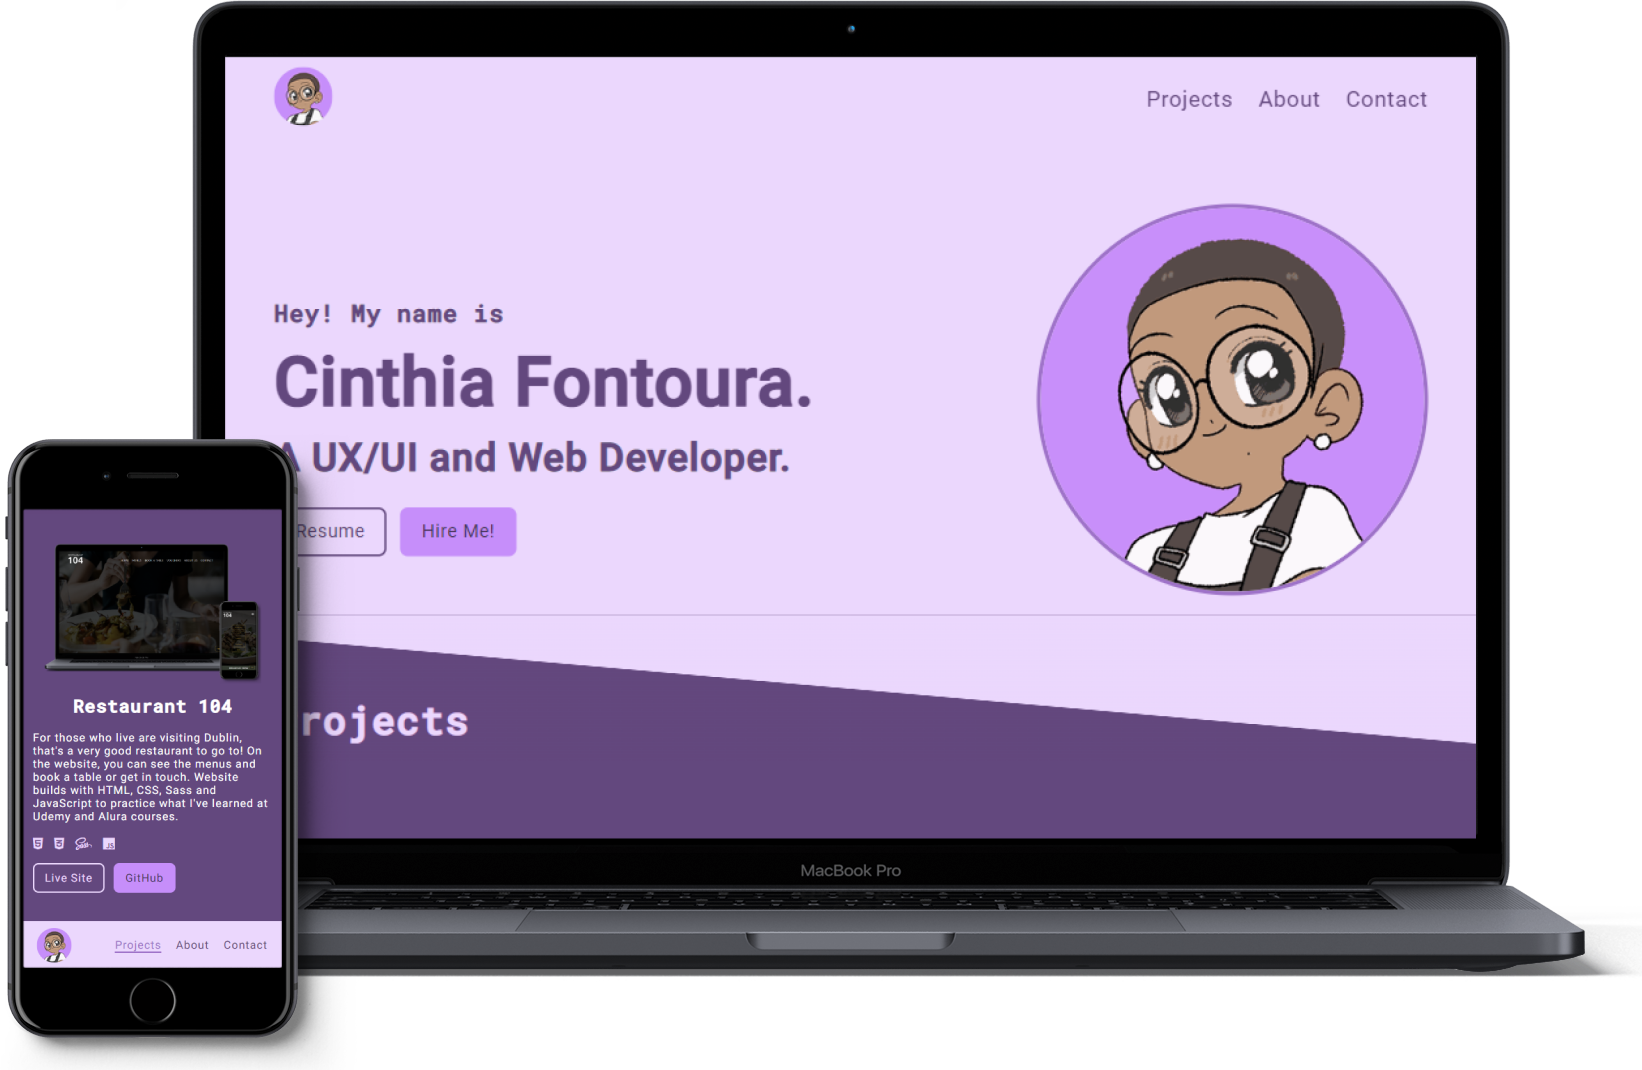 Projects About Contact
Hey! My name is
Cinthia Fontoura.
A UX/UI and Web Developer.
Resume Hire Me!
rojects
MacBook Pro
104
104
Restaurant 104
For those who live are visiting Dublin,
that's a very good restaurant to go to! On
the website, you can see the menus and
book a table or get in touch. Website
builds with HTML, CSS, Sass and
JavaScript to practice what I've learned at
Udemy and Alura courses.
Sass JS
Live Site GitHub
Projects About Contact